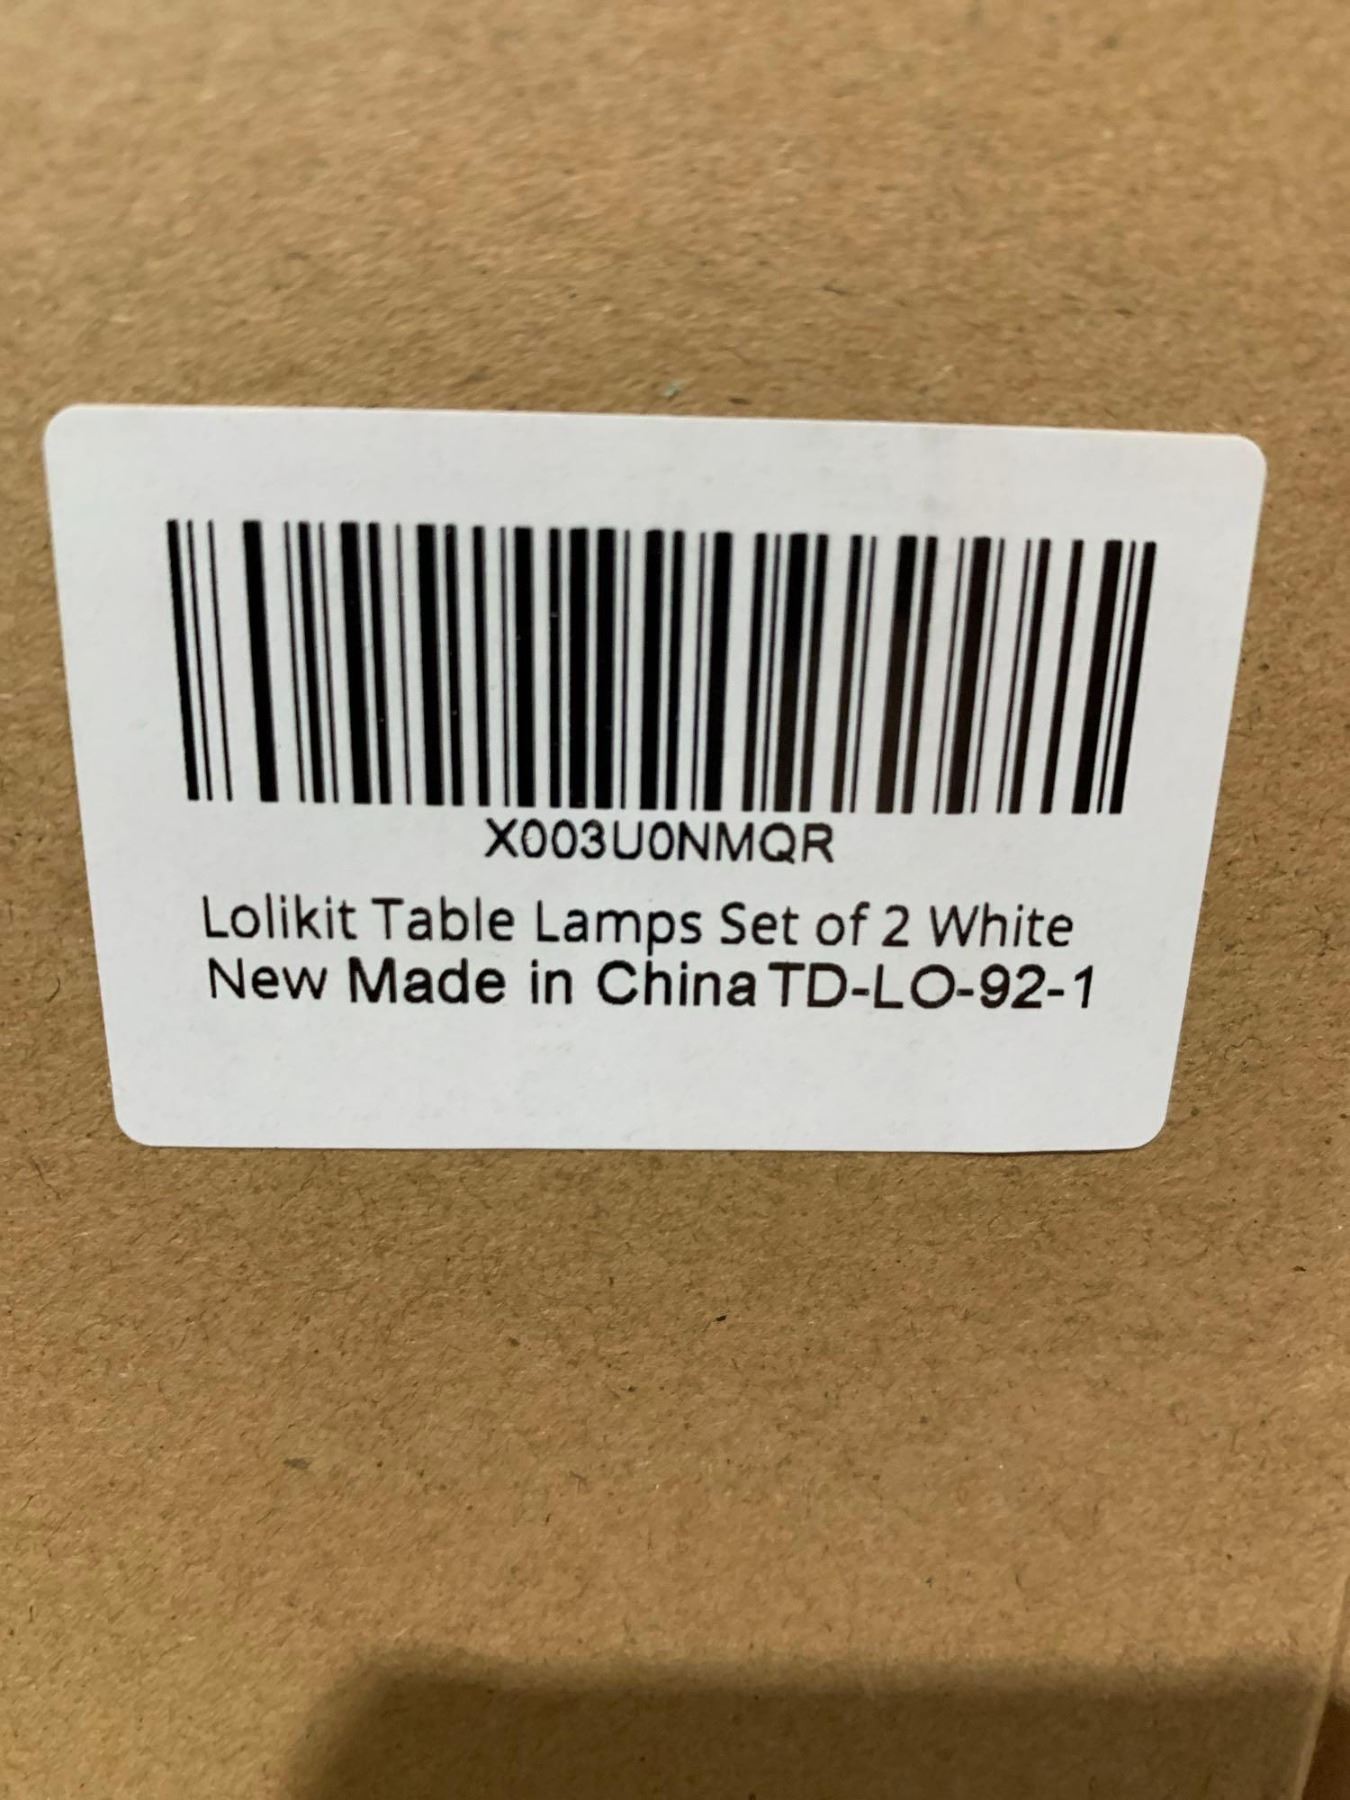 X003U0NMQR
Lolikit Table Lamps Set of 2 White
New Made in China TD-LO-92-1